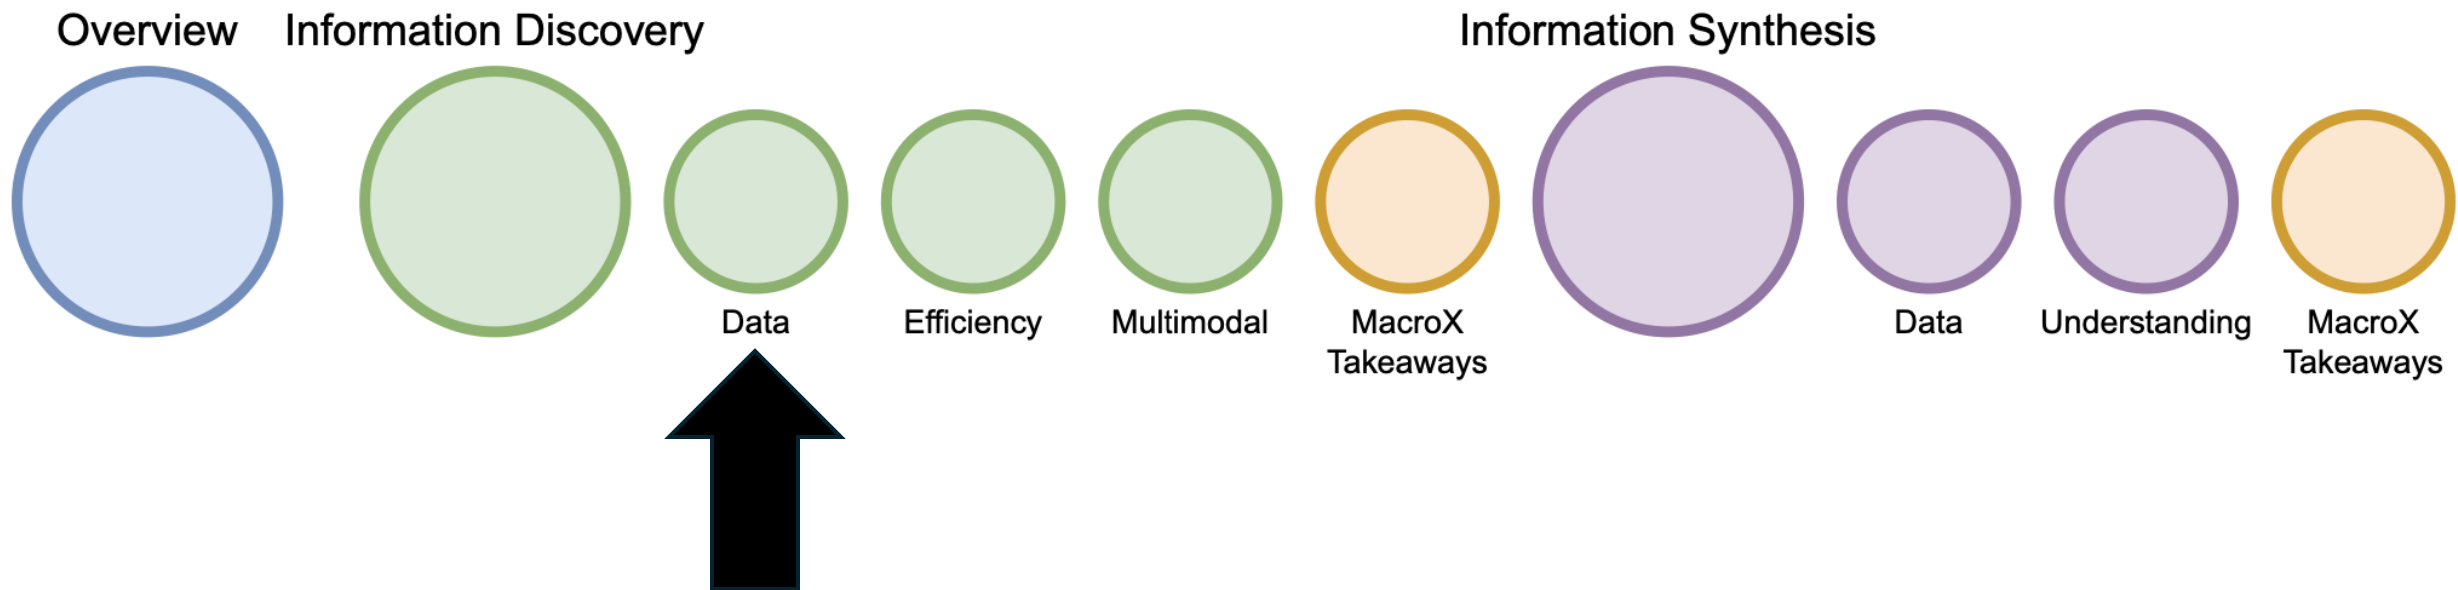 Overview
Information Discovery
Information Synthesis
Data
Efficiency
Multimodal
MacroX
Takeaways
Data
Understanding
MacroX
Takeaways